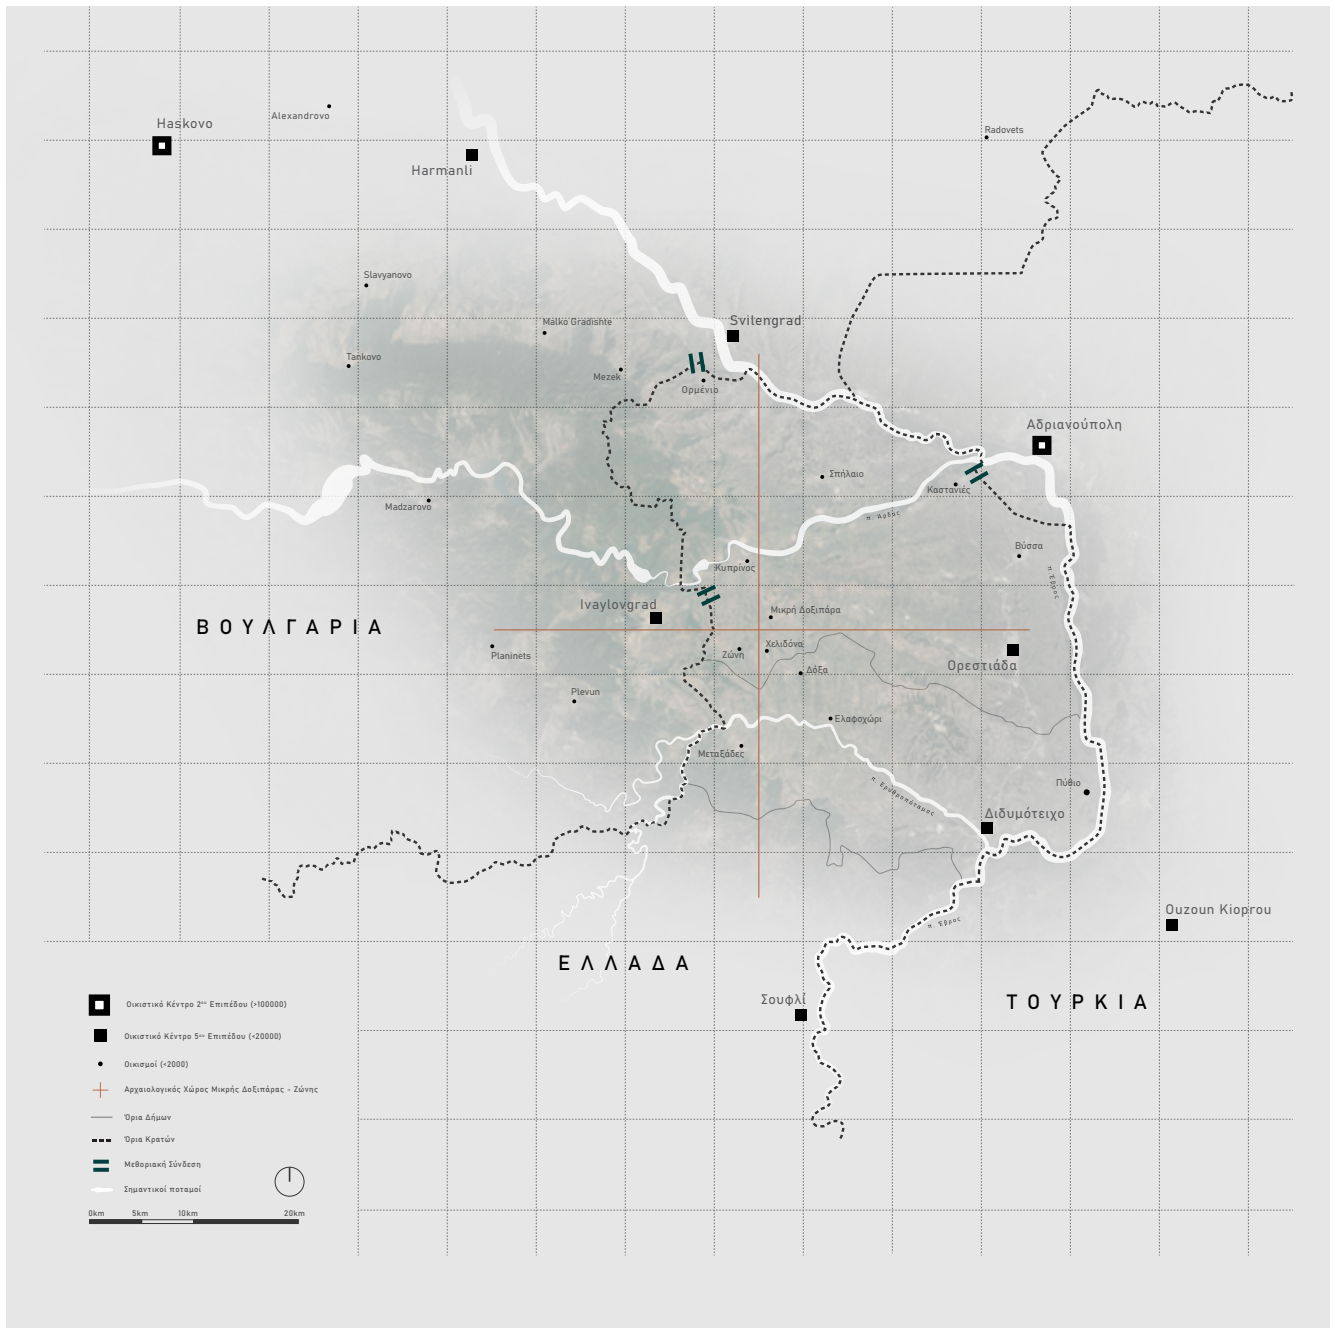 Alexandrovo
Haskovo
Radovets
Harmanli
Slavyanovo
Malko Gradishte
Svilengrad
Tankovo
Mezek
Ορμένιο
Αδριανούπολη
Σπήλαιο
Καστανιές
Madzarovo
π. Άρδας
Βύσσα
Κυπρίνος
π. Έβρος
Ivaylovgrad
Μικρή Δοξιπάρα
ΒΟΥΛΓΑΡΙΑ
Χελιδόνα
Ζώνη
Planinets
Ορεστιάδα
Δόξα
Plevun
Ελαφοχώρι
Μεταξάδες
π. Ερυθροπόταμος
Πύθιο
Διδυμότειχο
Ouzoun Kioprou
π. Έβρος
ΕΛΛΑΔΑ
Σουφλί
ΤΟΥΡΚΙΑ
Οικιστικό Κέντρο 2ου Επιπέδου (>100000)
Οικιστικό Κέντρο 5ου Επιπέδου (<20000)
Οικισμοί (<2000)
Αρχαιολογικός Χώρος Μικρής Δοξιπάρας - Ζώνης
Όρια Δήμων
Όρια Κρατών
Μεθοριακή Σύνδεση
Σημαντικοί ποταμοί
0km 5km 10km 20km